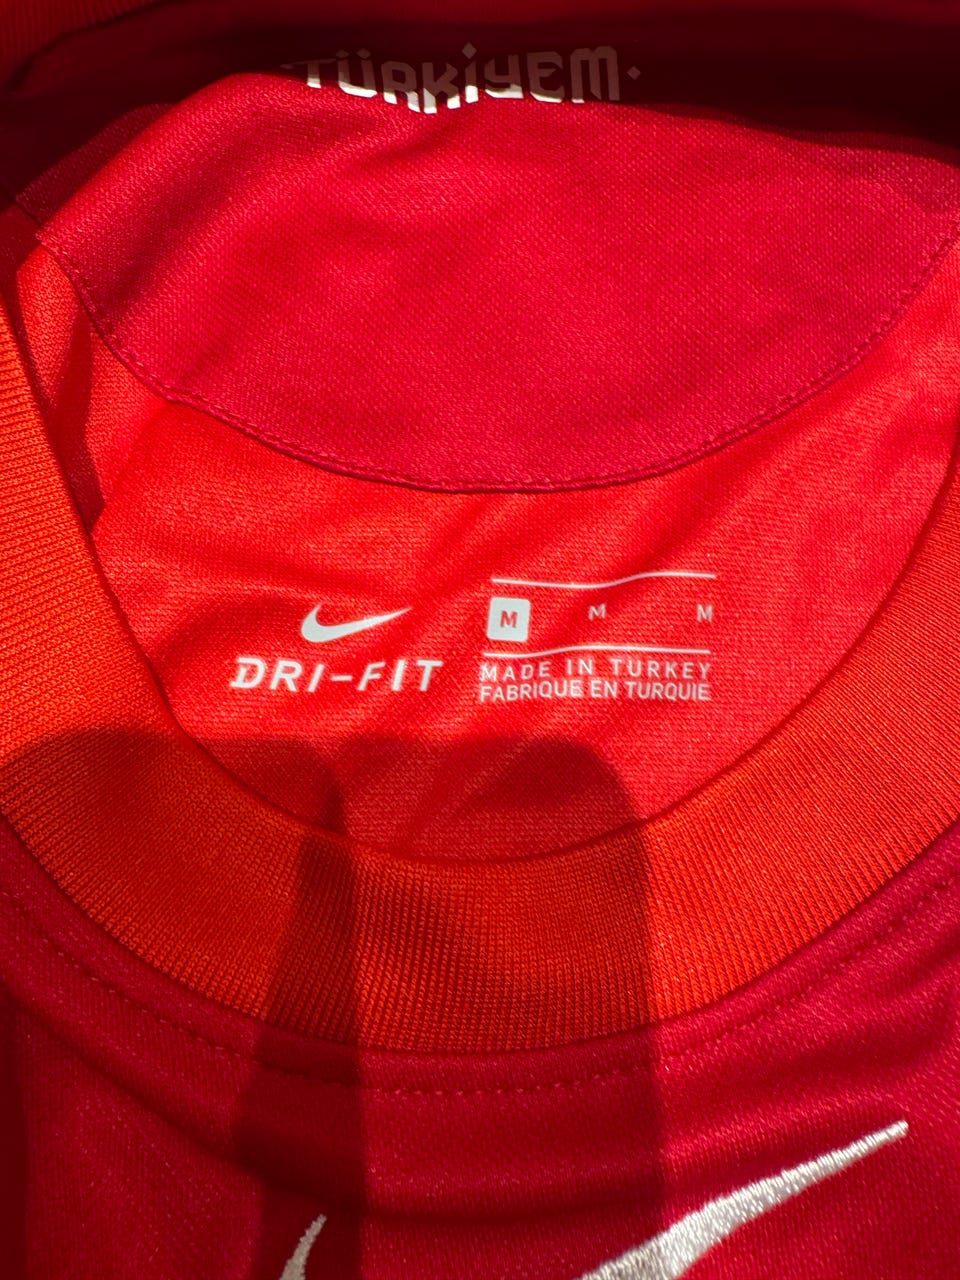 TÜRKİYEM
M M M
DRI-FIT
MADE IN TURKEY
FABRIQUE EN TURQUIE